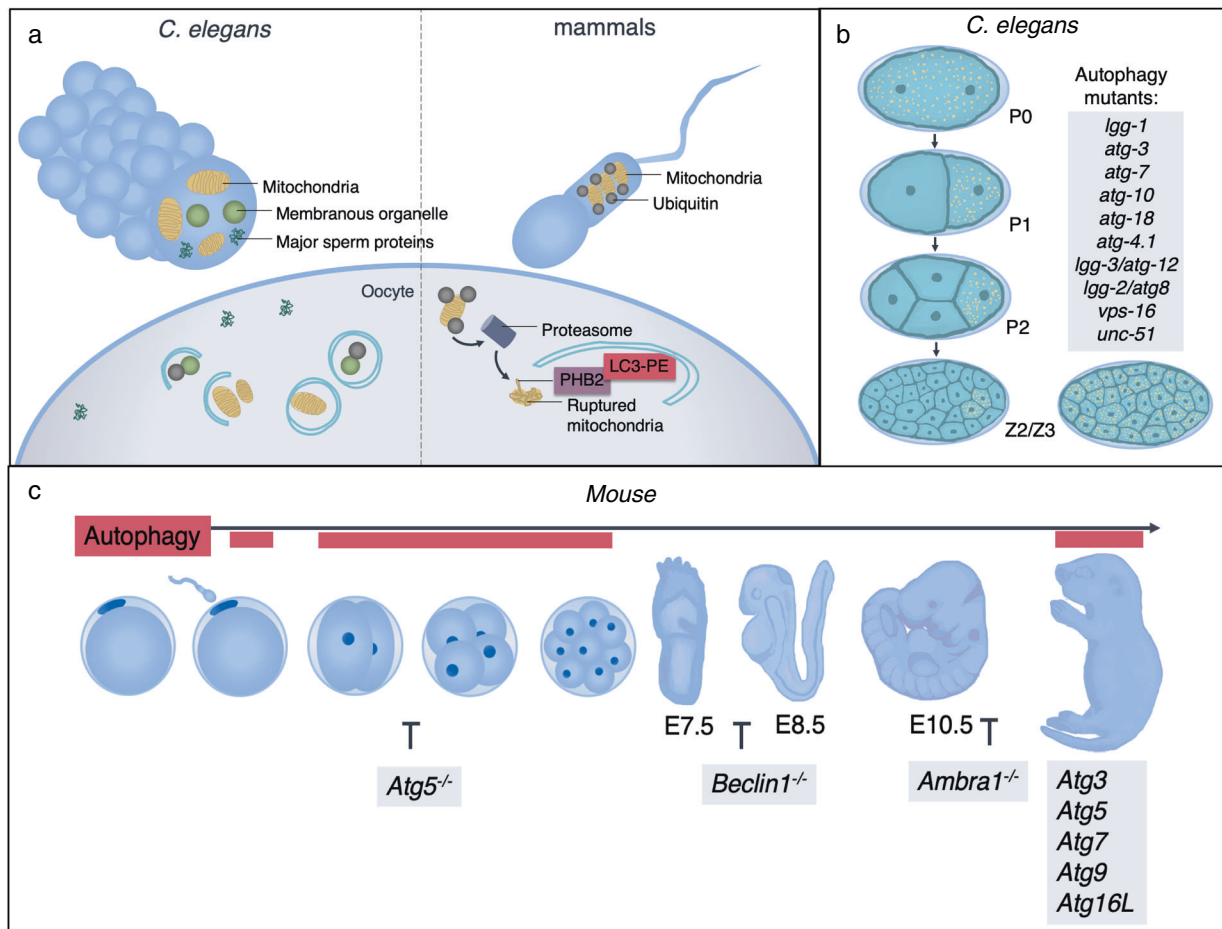 a
C. elegans
mammals
Mitochondria
Membranous organelle
Major sperm proteins
Mitochondria
Ubiquitin
Oocyte
Proteasome
LC3-PE
PHB2
Ruptured
mitochondria
b
C. elegans
P0
P1
P2
Z2/Z3
Autophagy
mutants:
lgg-1
atg-3
atg-7
atg-10
atg-18
atg-4.1
lgg-3/atg-12
lgg-2/atg8
vps-16
unc-51
c
Mouse
Autophagy
E7.5
E8.5
E10.5
Atg5-/-
Beclin1-/-
Ambra1-/-
Atg3
Atg5
Atg7
Atg9
Atg16L